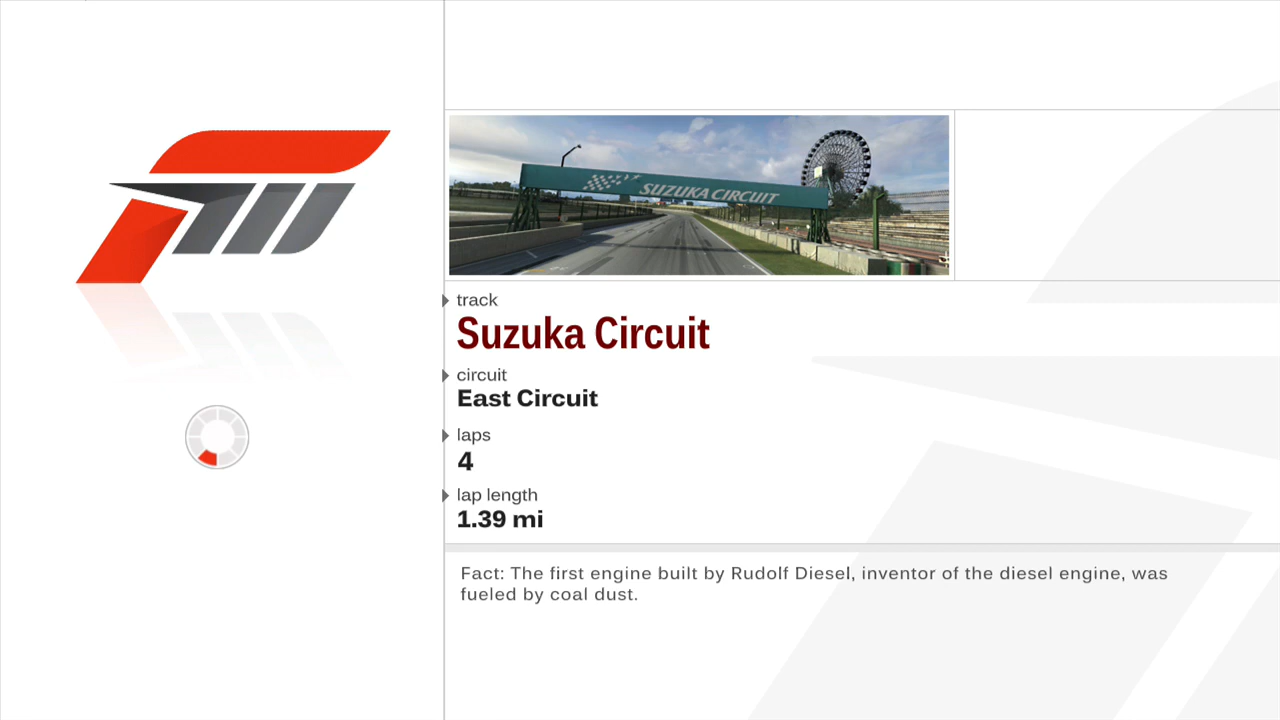 SUZUKA CIRCUIT
track
Suzuka Circuit
circuit
East Circuit
laps
4
lap length
1.39 mi
Fact: The first engine built by Rudolf Diesel, inventor of the diesel engine, was
fueled by coal dust.